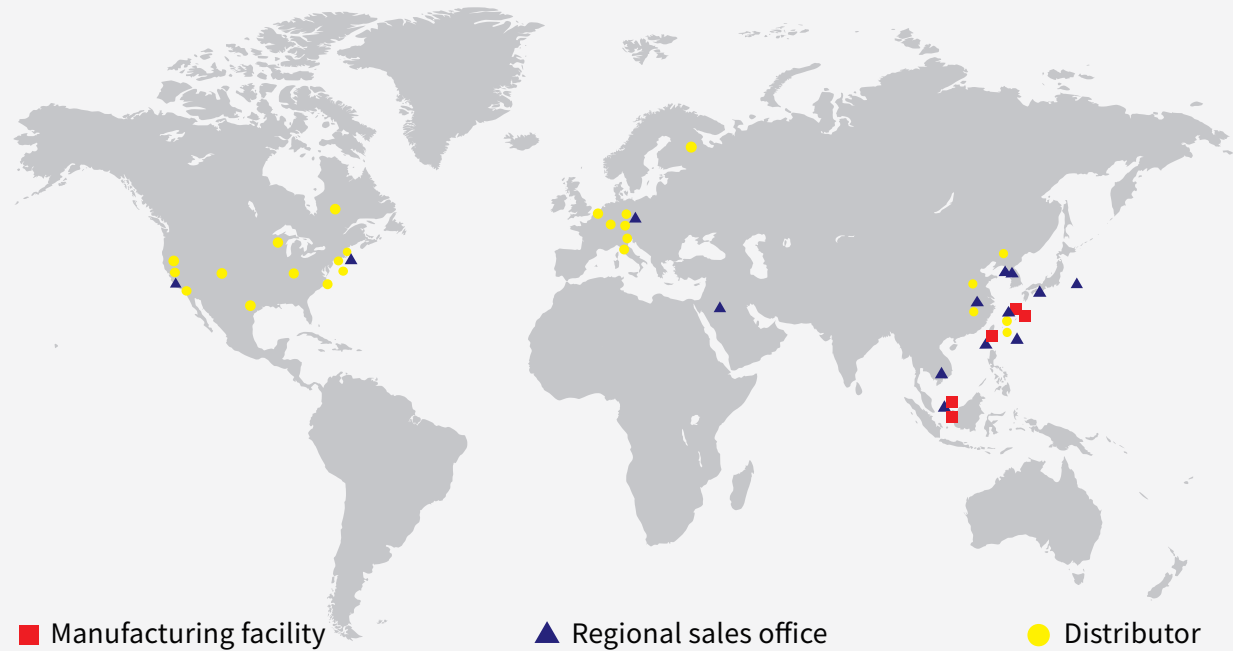 Manufacturing facility
Regional sales office
Distributor